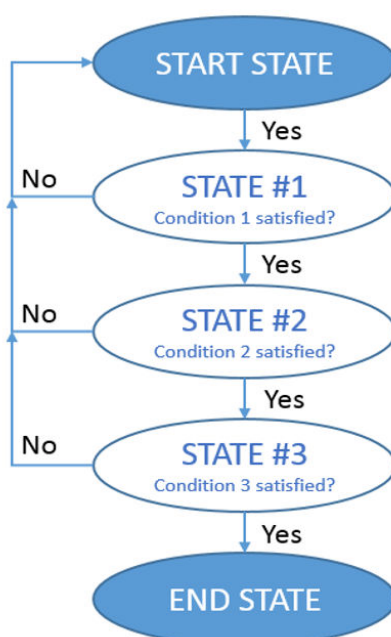 START STATE
Yes
No
STATE #1
Condition 1 satisfied?
Yes
No
STATE #2
Condition 2 satisfied?
Yes
No
STATE #3
Condition 3 satisfied?
Yes
END STATE